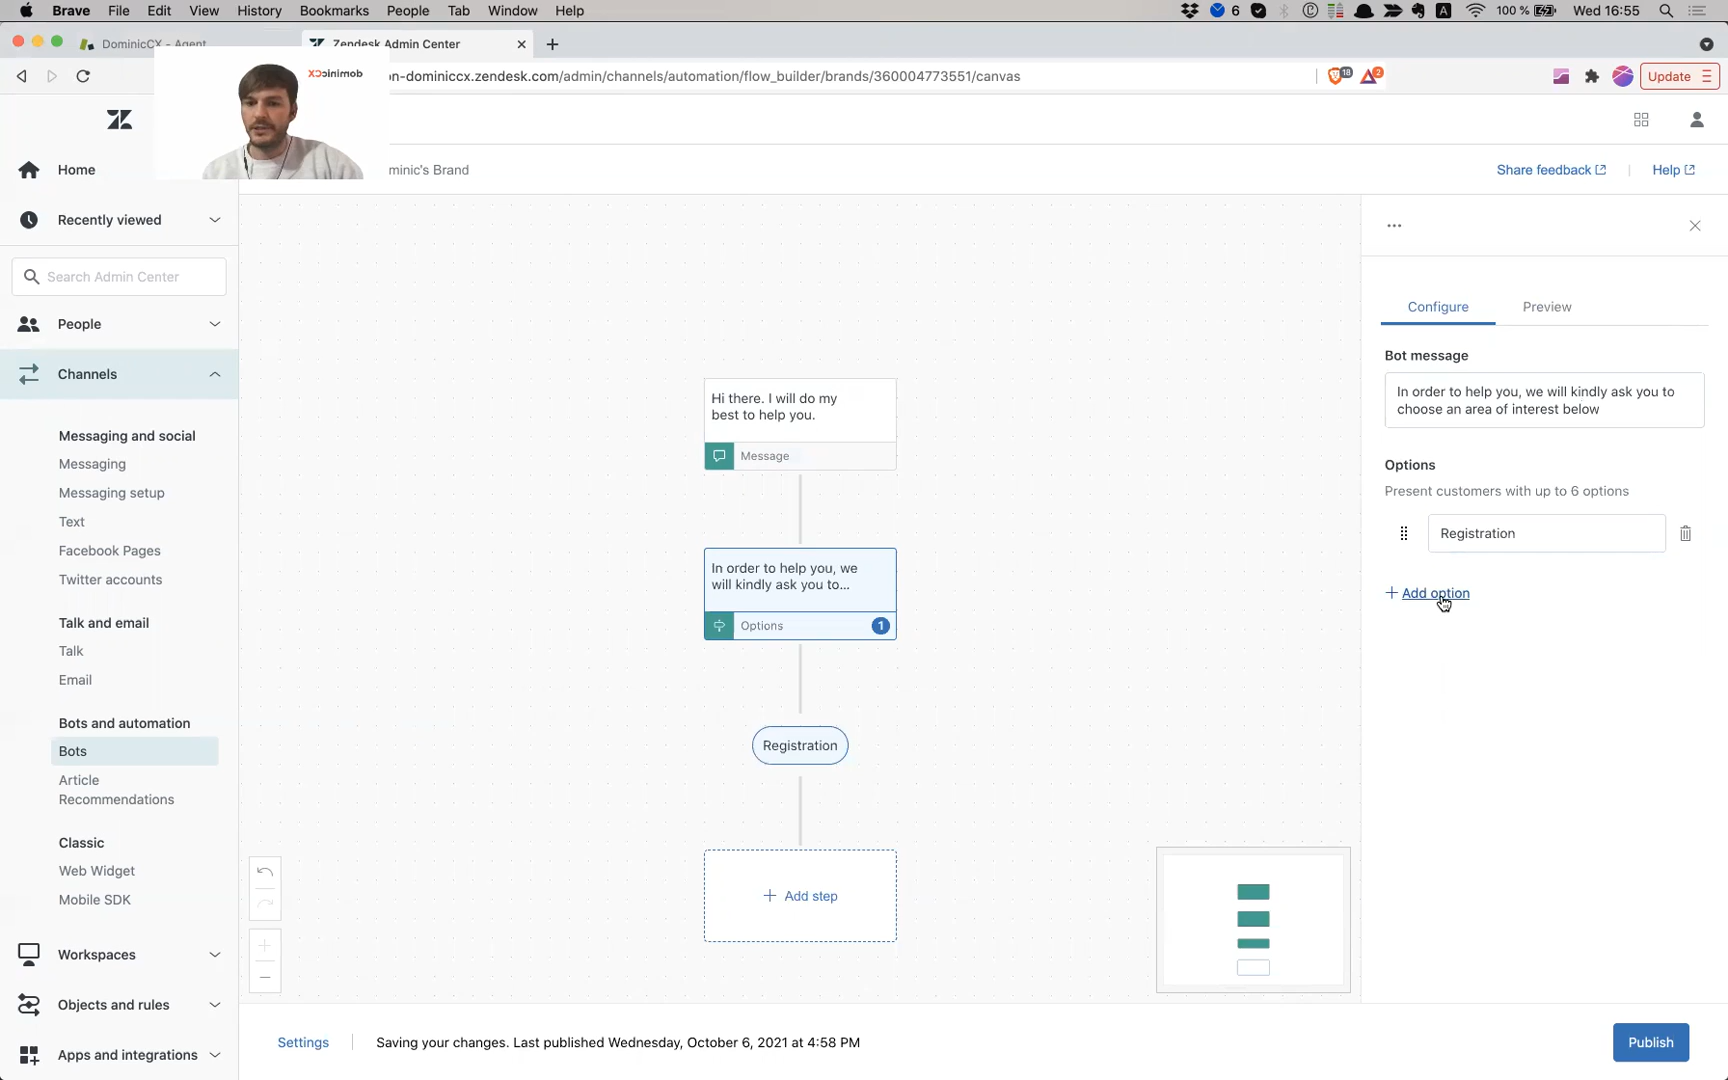 Brave File Edit View History Bookmarks People Tab Window Help
6 100 % Wed 16:55
DominicCX - Agent
Zendesk Admin Center
n-dominiccx.zendesk.com/admin/channels/automation/flow_builder/brands/360004773551/canvas
18
2
Update
dominicCX
Home
minic's Brand
Share feedback
Help
Recently viewed
Search Admin Center
People
Channels
Messaging and social
Messaging
Messaging setup
Text
Facebook Pages
Twitter accounts
Talk and email
Talk
Email
Bots and automation
Bots
Article
Recommendations
Classic
Web Widget
Mobile SDK
Workspaces
Objects and rules
Apps and integrations
Hi there. I will do my
best to help you.
Message
In order to help you, we
will kindly ask you to...
Options 1
Registration
+ Add step
Configure
Preview
Bot message
In order to help you, we will kindly ask you to
choose an area of interest below
Options
Present customers with up to 6 options
Registration
+ Add option
Settings
Saving your changes. Last published Wednesday, October 6, 2021 at 4:58 PM
Publish